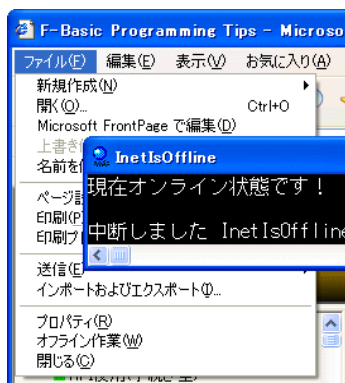 F-Basic Programming Tips - Microso
ファイル(F) 編集(E) 表示(V) お気に入り(A)
新規作成(N)
開く(O)... Ctrl+O
Microsoft FrontPage で編集(D)
上書き
名前を
InetIsOffline
現在オンライン状態です！
中断しました InetIsOffline
ページ設
印刷(P)
印刷プ
送信(E)
インポートおよびエクスポート(I)...
プロパティ(R)
オフライン作業(W)
閉じる(C)